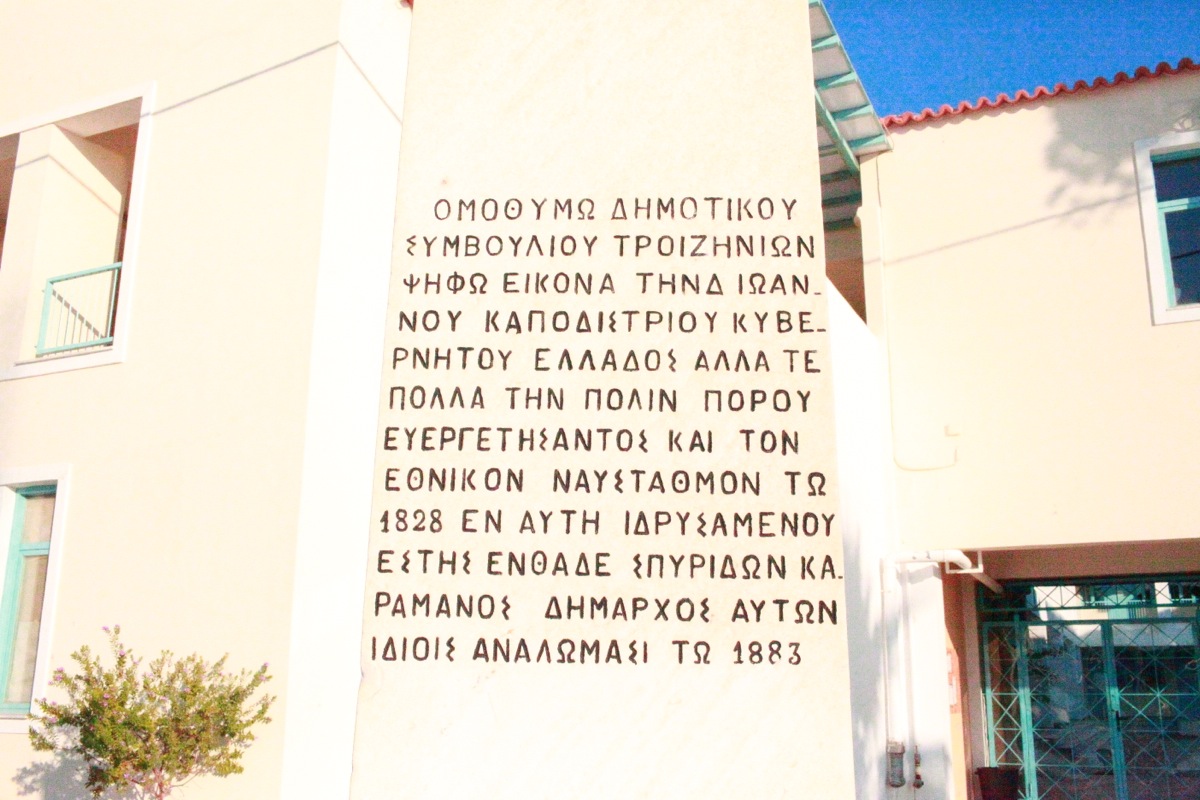 ΟΜΟΘΥΜΩ ΔΗΜΟΤΙΚΟΥ
ΣΥΜΒΟΥΛΙΟΥ ΤΡΟΙΖΗΝΙΩΝ
ΨΗΦΩ ΕΙΚΟΝΑ ΤΗΝΔ ΙΩΑΝ-
ΝΟΥ ΚΑΠΟΔΙΣΤΡΙΟΥ ΚΥΒΕ-
ΡΝΗΤΟΥ ΕΛΛΑΔΟΣ ΑΛΛΑ ΤΕ
ΠΟΛΛΑ ΤΗΝ ΠΟΛΙΝ ΠΟΡΟΥ
ΕΥΕΡΓΕΤΗΣΑΝΤΟΣ ΚΑΙ ΤΟΝ
ΕΘΝΙΚΟΝ ΝΑΥΣΤΑΘΜΟΝ ΤΩ
1828 ΕΝ ΑΥΤΗ ΙΔΡΥΣΑΜΕΝΟΥ
ΕΣΤΗΣ ΕΝΘΑΔΕ ΣΠΥΡΙΔΩΝ ΚΑ-
ΡΑΜΑΝΟΣ ΔΗΜΑΡΧΟΣ ΑΥΤΩΝ
ΙΔΙΟΙΣ ΑΝΑΛΩΜΑΣΙ ΤΩ 1883